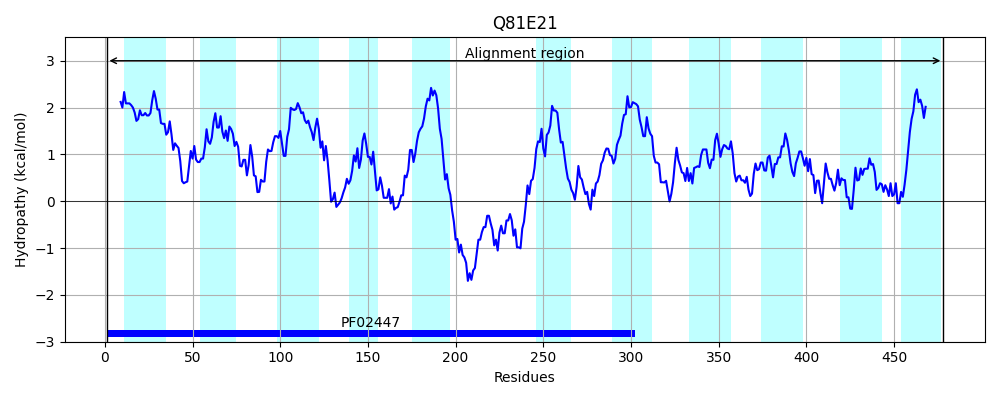 Q81E21
Alignment region
Hydropathy (kcal/mol)
3
2
1
0
−1
−2
−3
PF02447
0 50 100 150 200 250 300 350 400 450
Residues